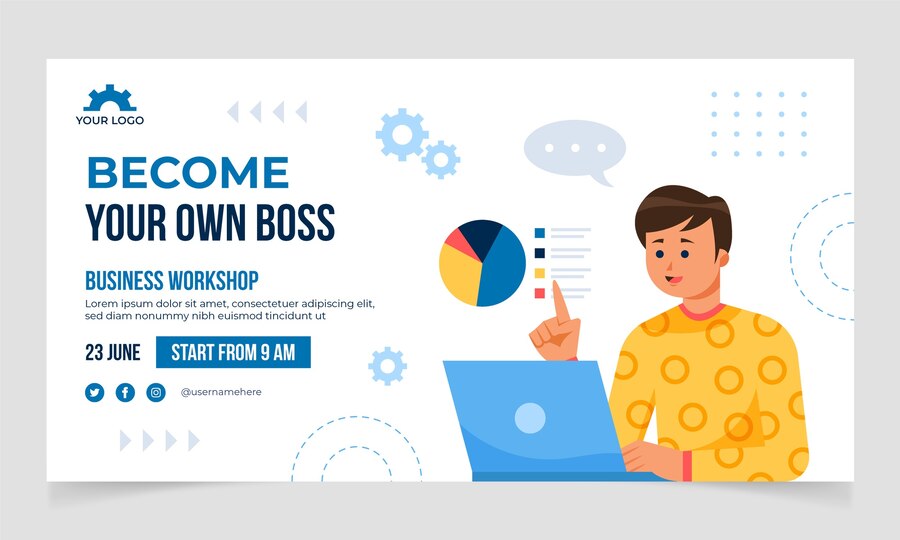 YOUR LOGO
BECOME
YOUR OWN BOSS
BUSINESS WORKSHOP
Lorem ipsum dolor sit amet, consectetuer adipiscing elit,
sed diam nonummy nibh euismod tincidunt ut
23 JUNE
START FROM 9 AM
@usernamehere